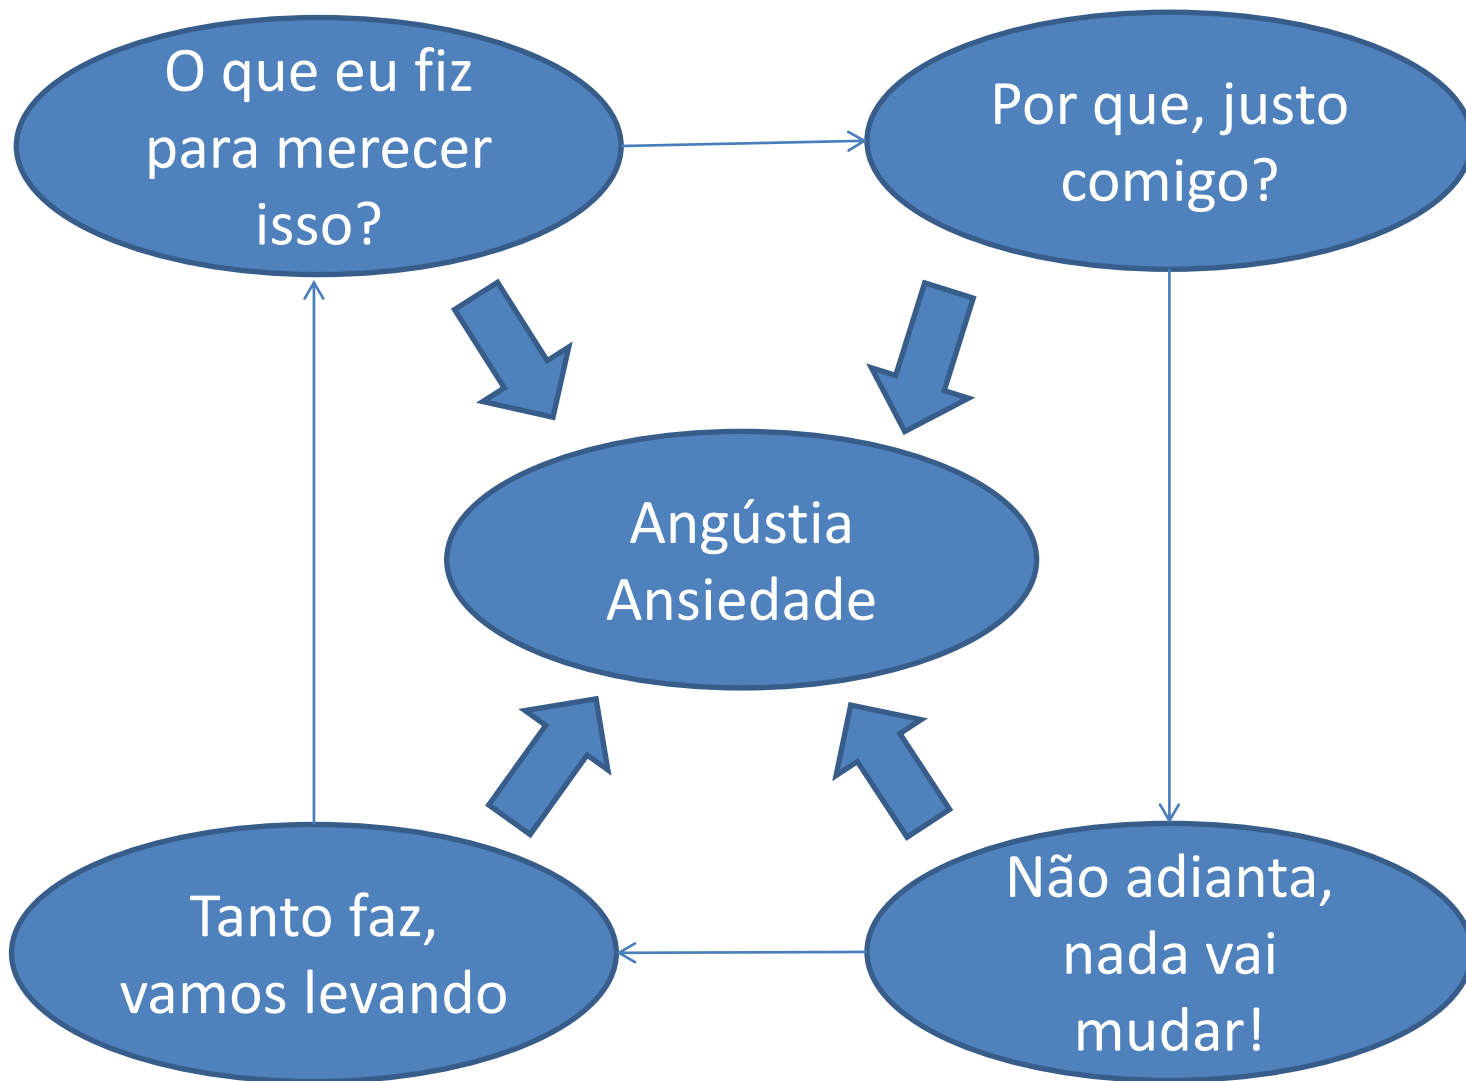 O que eu fiz
para merecer
isso?
Por que, justo
comigo?
Angústia
Ansiedade
Tanto faz,
vamos levando
Não adianta,
nada vai
mudar!